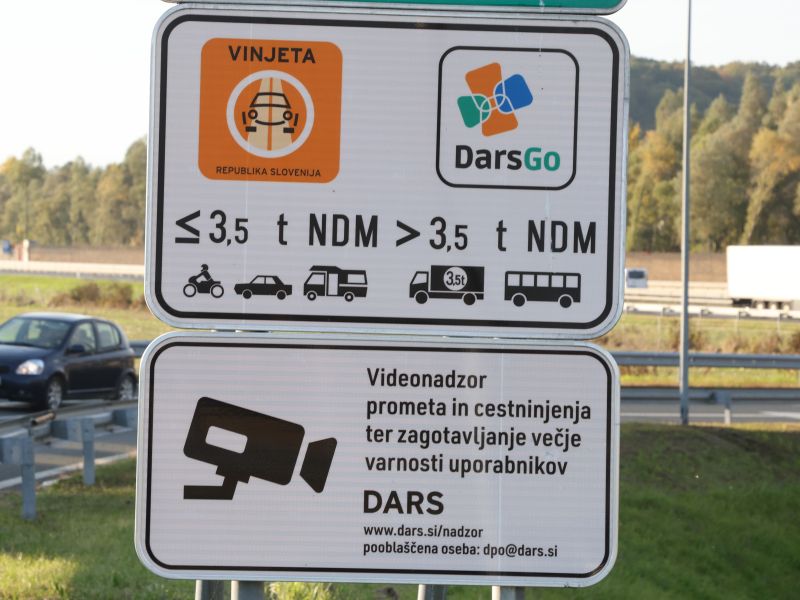 VINJETA
REPUBLIKA SLOVENIJA
DarsGo
≤3,5 t NDM >3,5 t NDM
3,5t
Videonadzor
prometa in cestninjenja
ter zagotavljanje večje
varnosti uporabnikov
DARS
www.dars.si/nadzor
pooblaščena oseba: dpo@dars.si